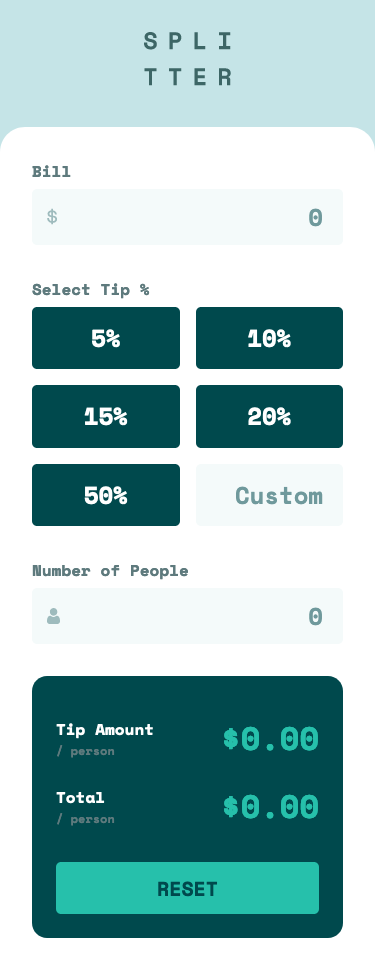 SPLI
TTER
Bill
$ 0
Select Tip %
5% 10%
15% 20%
50% Custom
Number of People
0
Tip Amount $0.00
/ person
Total $0.00
/ person
RESET